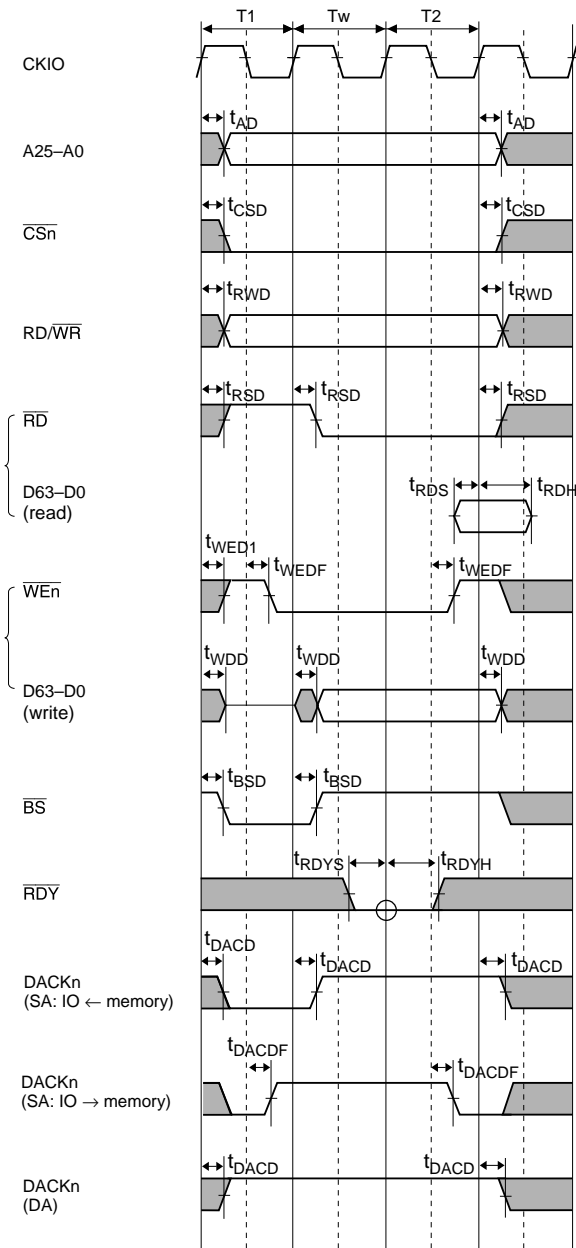 T1 Tw T2
CKIO
tAD tAD
A25–A0
tCSD tCSD
CSn
tRWD tRWD
RD/WR
tRSD tRSD tRSD
RD
tRDS tRDH
D63–D0
(read)
tWED1 tWEDF tWEDF
WEn
tWDD tWDD tWDD
D63–D0
(write)
tBSD tBSD
BS
tRDYS tRDYH
RDY
tDACD tDACD tDACD
DACKn
(SA: IO ← memory)
tDACDF tDACDF
DACKn
(SA: IO → memory)
tDACD tDACD
DACKn
(DA)